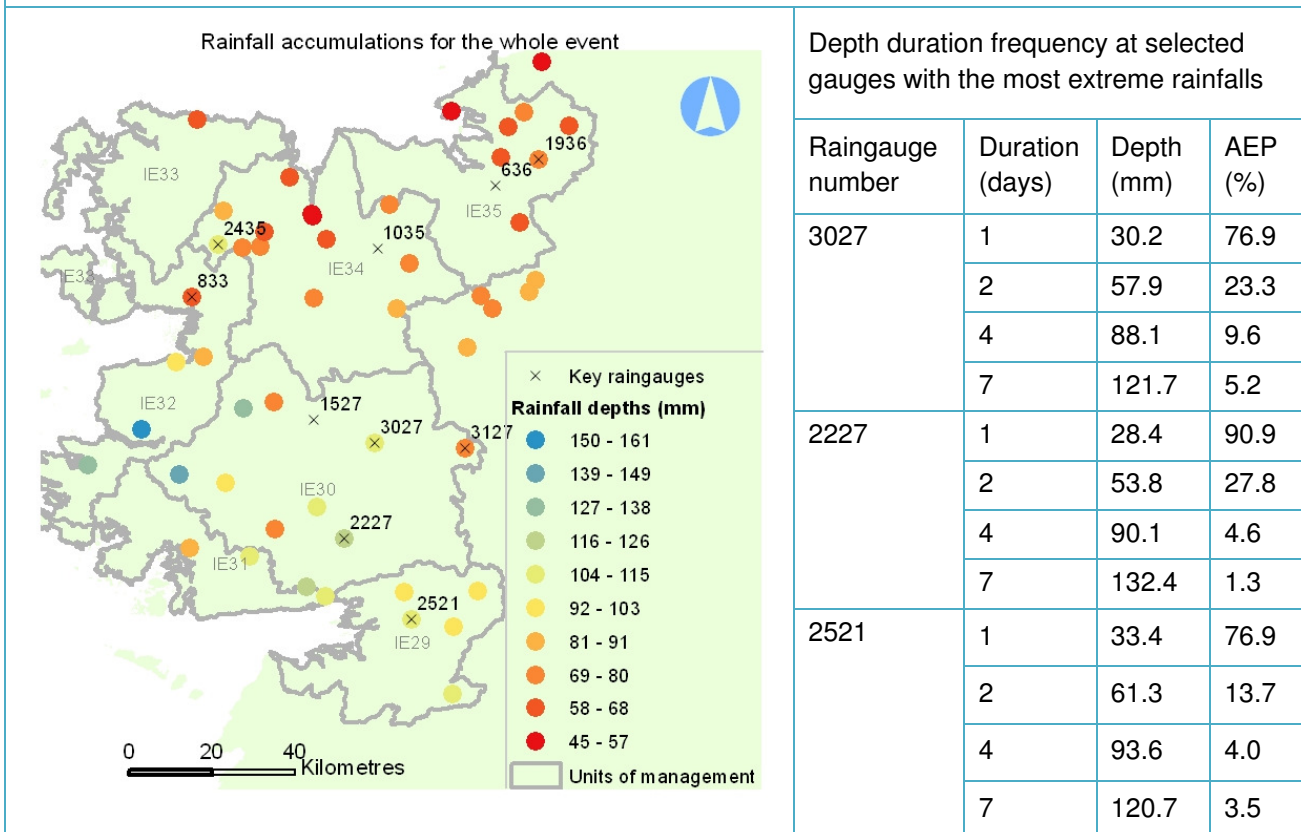 Rainfall accumulations for the whole event
1936
IE33
636
IE35
2435
1035
IE34
IE33
833
IE32
1527
3027
3127
IE30
2227
IE31
2521
IE29
0 20 40
Kilometres
Key raingauges
Rainfall depths (mm)
150 - 161
139 - 149
127 - 138
116 - 126
104 - 115
92 - 103
81 - 91
69 - 80
58 - 68
45 - 57
Units of management
Depth duration frequency at selected
gauges with the most extreme rainfalls
Raingauge number Duration (days) Depth (mm) AEP (%)
3027 1 30.2 76.9
2 57.9 23.3
4 88.1 9.6
7 121.7 5.2
2227 1 28.4 90.9
2 53.8 27.8
4 90.1 4.6
7 132.4 1.3
2521 1 33.4 76.9
2 61.3 13.7
4 93.6 4.0
7 120.7 3.5